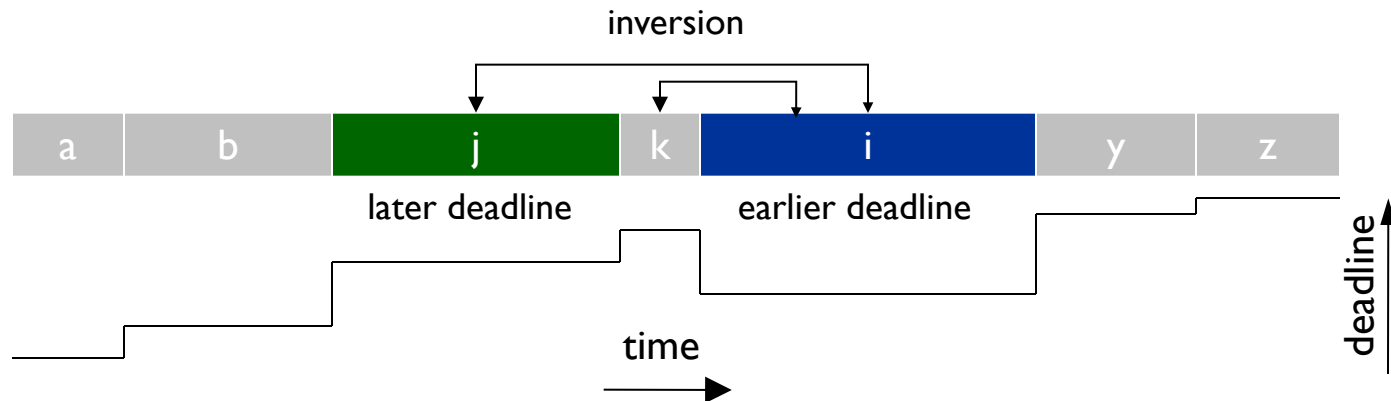 inversion
a b j k i y z
later deadline earlier deadline
deadline
time